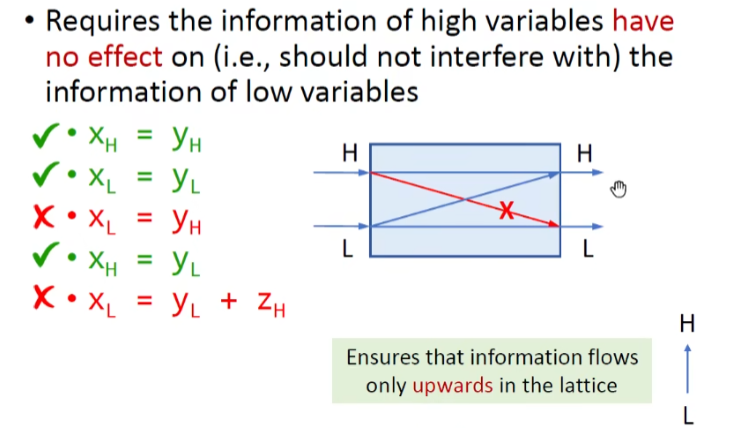 • Requires the information of high variables have
no effect on (i.e., should not interfere with) the
information of low variables
✓ • x_H = y_H
✓ • x_L = y_L
✗ • x_L = y_H
✓ • x_H = y_L
✗ • x_L = y_L + z_H
H H
X
L L
Ensures that information flows
only upwards in the lattice
H
L